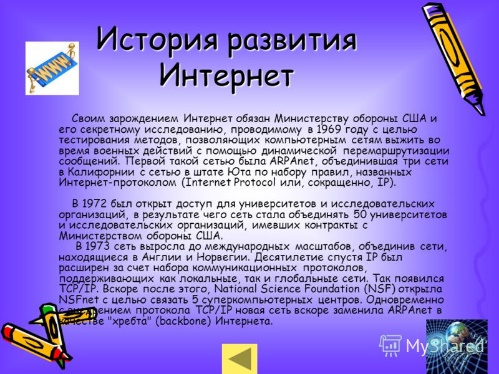 История развития
Интернет
www
Своим зарождением Интернет обязан Министерству обороны США и
его секретному исследованию, проводимому в 1969 году с целью
тестирования методов, позволяющих компьютерным сетям выжить во
время военных действий с помощью динамической перемаршрутизации
сообщений. Первой такой сетью была ARPAnet, объединившая три сети
в Калифорнии с сетью в штате Юта по набору правил, названных
Интернет-протоколом (Internet Protocol или, сокращенно, IP).
В 1972 был открыт доступ для университетов и исследовательских
организаций, в результате чего сеть стала объединять 50 университетов
и исследовательских организаций, имевших контракты с
Министерством обороны США.
В 1973 сеть выросла до международных масштабов, объединив сети,
находящиеся в Англии и Норвегии. Десятилетие спустя IP был
расширен за счет набора коммуникационных протоколов,
поддерживающих как локальные, так и глобальные сети. Так появился
TCP/IP. Вскоре после этого, National Science Foundation (NSF) открыла
NSFnet с целью связать 5 суперкомпьютерных центров. Одновременно
с внедрением протокола TCP/IP новая сеть вскоре заменила ARPAnet в
качестве "хребта" (backbone) Интернета.
MyShared